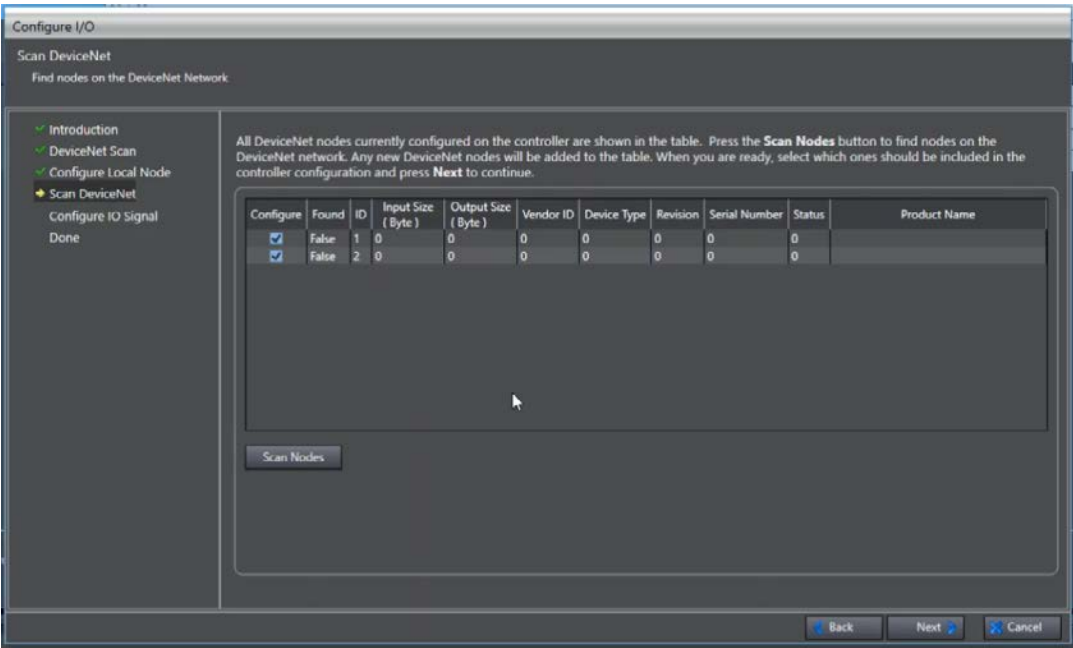 Configure I/O
Scan DeviceNet
Find nodes on the DeviceNet Network
Introduction
DeviceNet Scan
Configure Local Node
Scan DeviceNet
Configure IO Signal
Done
All DeviceNet nodes currently configured on the controller are shown in the table. Press the Scan Nodes button to find nodes on the
DeviceNet network. Any new DeviceNet nodes will be added to the table. When you are ready, select which ones should be included in the
controller configuration and press Next to continue.
Configure Found ID Input Size ( Byte ) Output Size ( Byte ) Vendor ID Device Type Revision Serial Number Status Product Name
False 1 0 0 0 0 0 0 0
False 2 0 0 0 0 0 0 0
Scan Nodes
Back Next Cancel